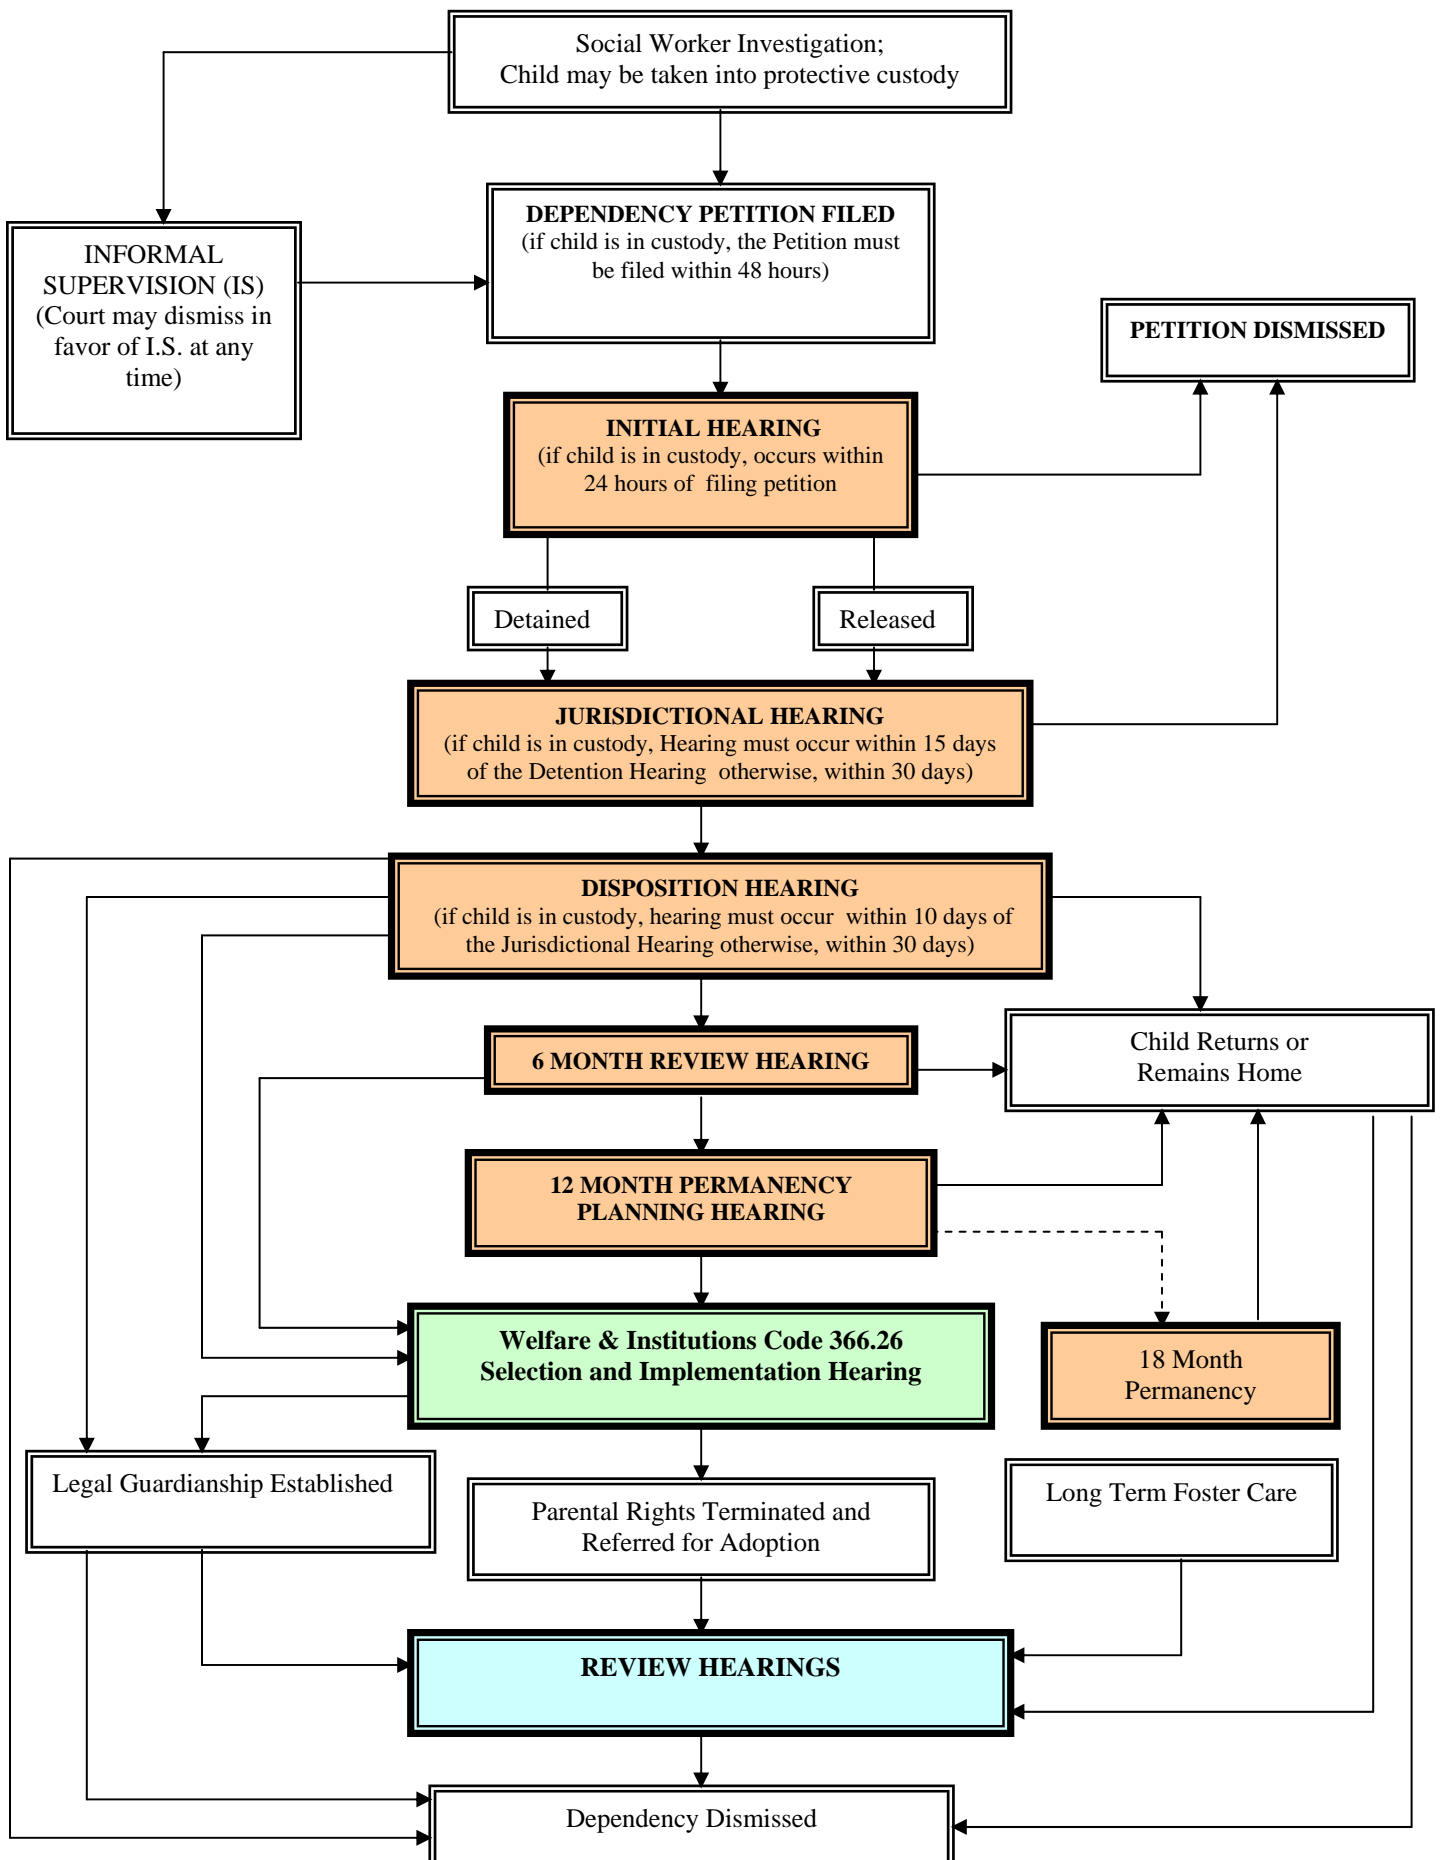 Social Worker Investigation;
Child may be taken into protective custody
DEPENDENCY PETITION FILED
(if child is in custody, the Petition must
be filed within 48 hours)
INFORMAL
SUPERVISION (IS)
(Court may dismiss in
favor of I.S. at any
time)
PETITION DISMISSED
INITIAL HEARING
(if child is in custody, occurs within
24 hours of filing petition
Detained
Released
JURISDICTIONAL HEARING
(if child is in custody, Hearing must occur within 15 days
of the Detention Hearing otherwise, within 30 days)
DISPOSITION HEARING
(if child is in custody, hearing must occur within 10 days of
the Jurisdictional Hearing otherwise, within 30 days)
6 MONTH REVIEW HEARING
Child Returns or
Remains Home
12 MONTH PERMANENCY
PLANNING HEARING
Welfare & Institutions Code 366.26
Selection and Implementation Hearing
18 Month
Permanency
Legal Guardianship Established
Parental Rights Terminated and
Referred for Adoption
Long Term Foster Care
REVIEW HEARINGS
Dependency Dismissed